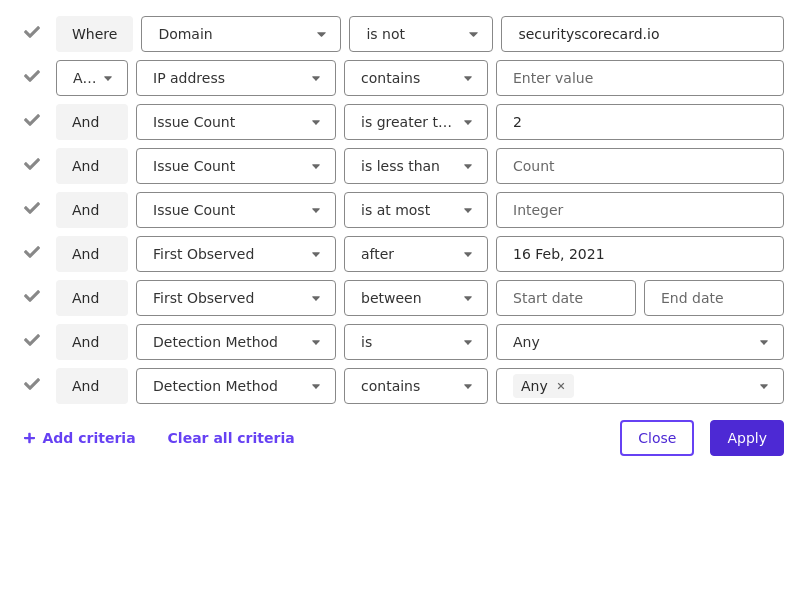 Where Domain is not securityscorecard.io
A... IP address contains Enter value
And Issue Count is greater t... 2
And Issue Count is less than Count
And Issue Count is at most Integer
And First Observed after 16 Feb, 2021
And First Observed between Start date End date
And Detection Method is Any
And Detection Method contains Any ×
+ Add criteria Clear all criteria Close Apply